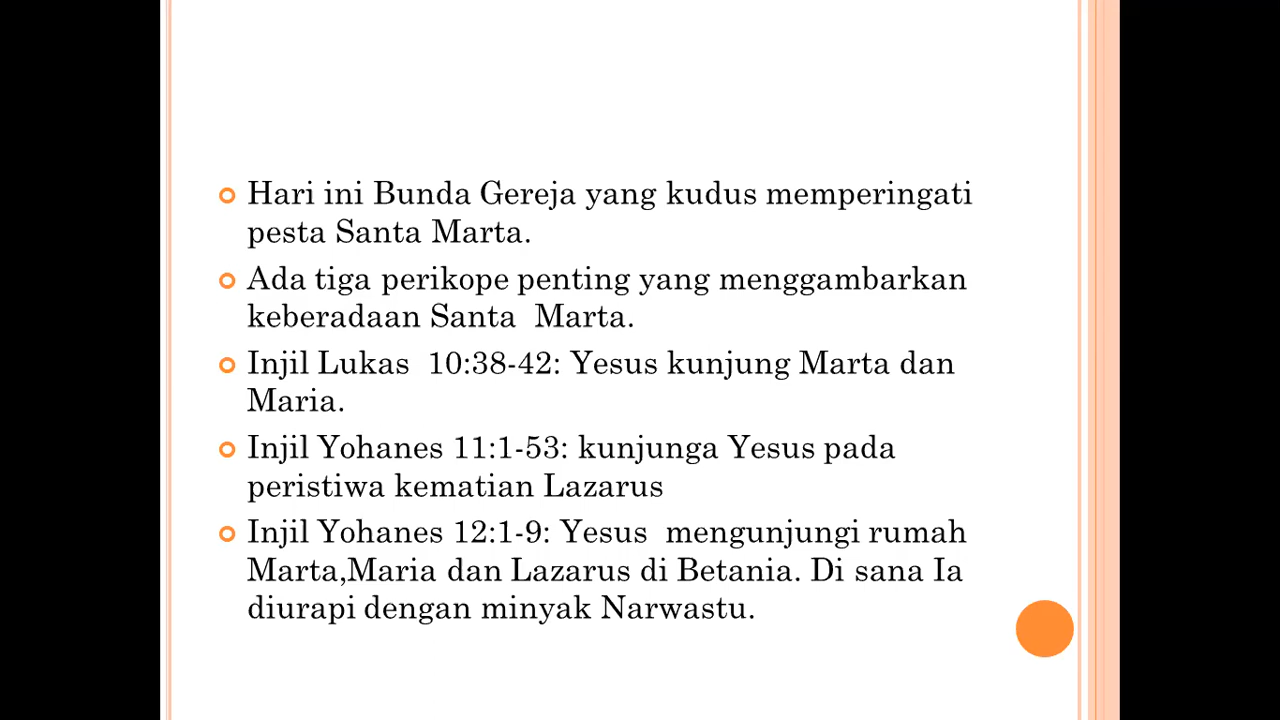 Hari ini Bunda Gereja yang kudus memperingati
pesta Santa Marta.
Ada tiga perikope penting yang menggambarkan
keberadaan Santa  Marta.
Injil Lukas  10:38-42: Yesus kunjung Marta dan
Maria.
Injil Yohanes 11:1-53: kunjunga Yesus pada
peristiwa kematian Lazarus
Injil Yohanes 12:1-9: Yesus  mengunjungi rumah
Marta,Maria dan Lazarus di Betania. Di sana Ia
diurapi dengan minyak Narwastu.